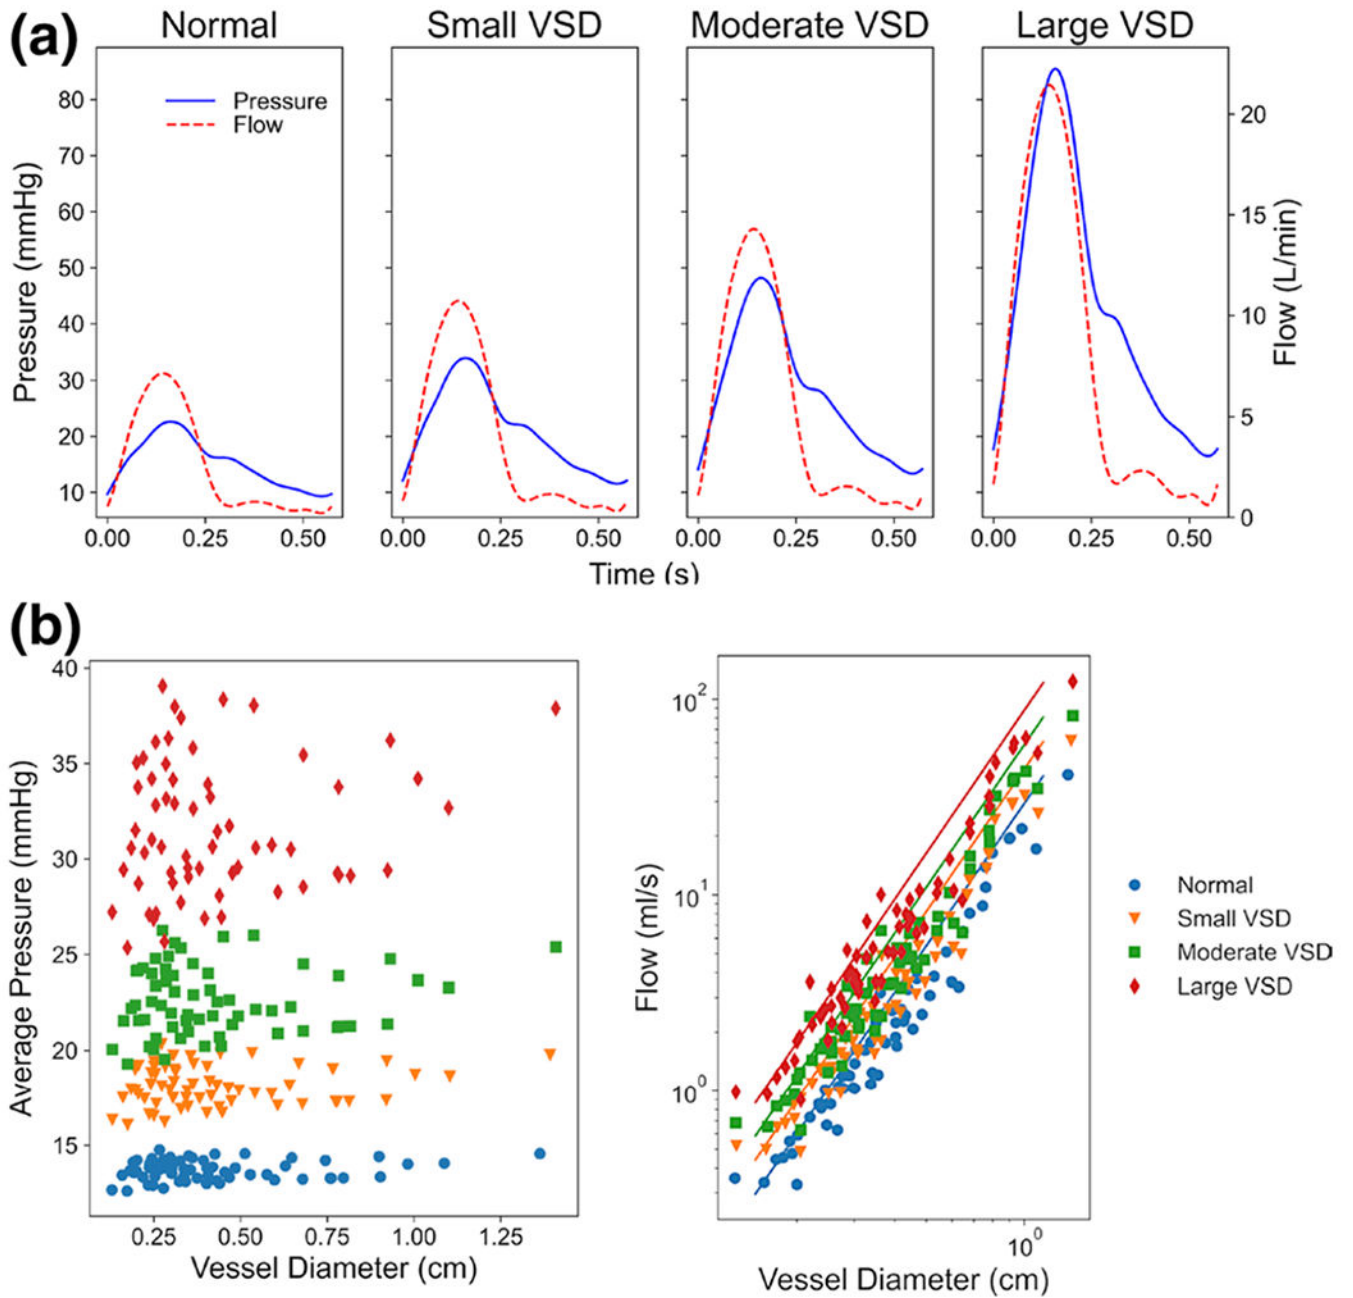 (a)
Normal Small VSD Moderate VSD Large VSD
Pressure
Flow
80
70
60
50
40
30
20
10
Pressure (mmHg)
20
15
10
5
0
Flow (L/min)
0.00 0.25 0.50 0.00 0.25 0.50 0.00 0.25 0.50 0.00 0.25 0.50
Time (s)
(b)
40
35
30
25
20
15
Average Pressure (mmHg)
0.25 0.50 0.75 1.00 1.25
Vessel Diameter (cm)
10²
10¹
10⁰
Flow (ml/s)
10⁰
Vessel Diameter (cm)
Normal
Small VSD
Moderate VSD
Large VSD